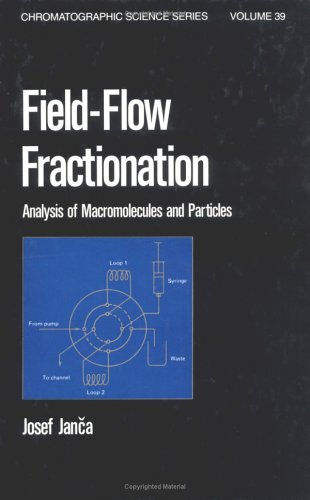 CHROMATOGRAPHIC SCIENCE SERIES VOLUME 39
Field-Flow
Fractionation
Analysis of Macromolecules and Particles
Loop 1
Syringe
From pump
To channel
Waste
Loop 2
Josef Janča
Copyrighted Material